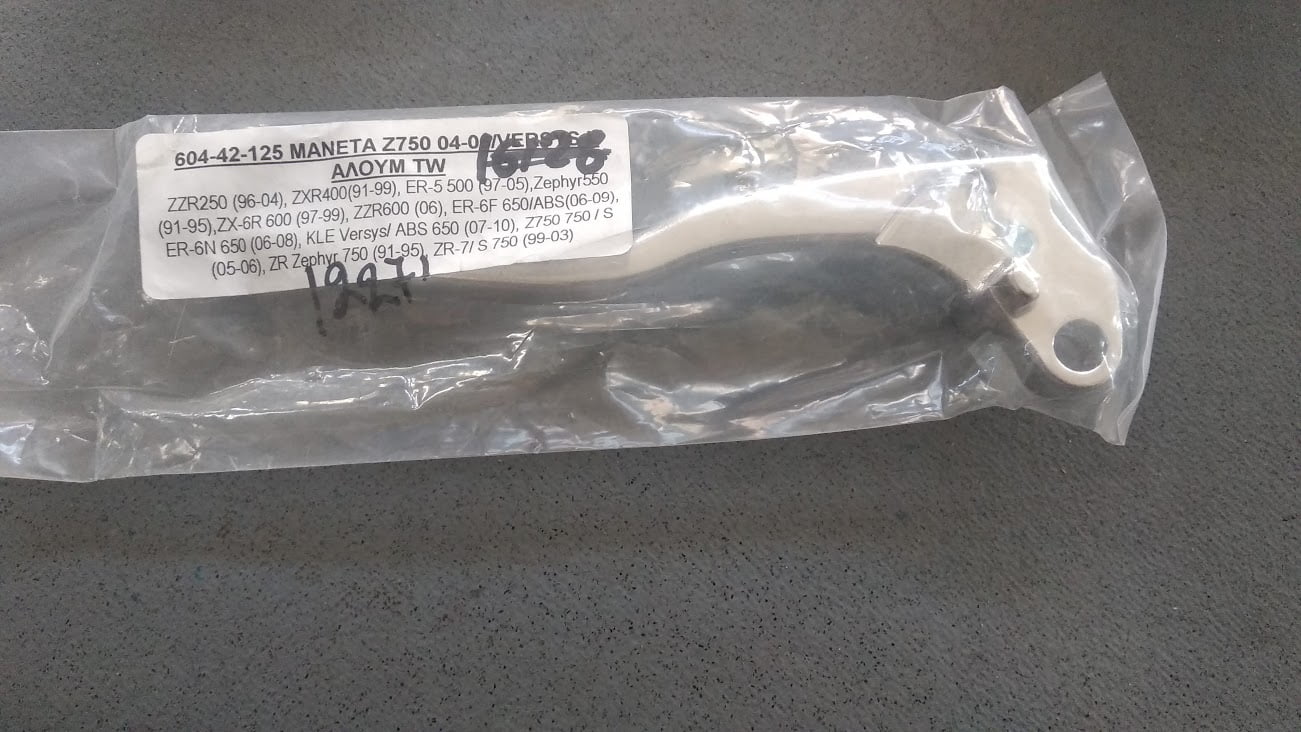 604-42-125 ΜΑΝΕΤΑ Z750 04-0 /VERSYS
ΑΛΟΥΜ TW
ZZR250 (96-04), ZXR400(91-99), ER-5 500 (97-05),Zephyr550
(91-95),ZX-6R 600 (97-99), ZZR600 (06), ER-6F 650/ABS(06-09),
ER-6N 650 (06-08), KLE Versys/ ABS 650 (07-10), Z750 750 / S
(05-06), ZR Zephyr 750 (91-95), ZR-7/ S 750 (99-03)
1227